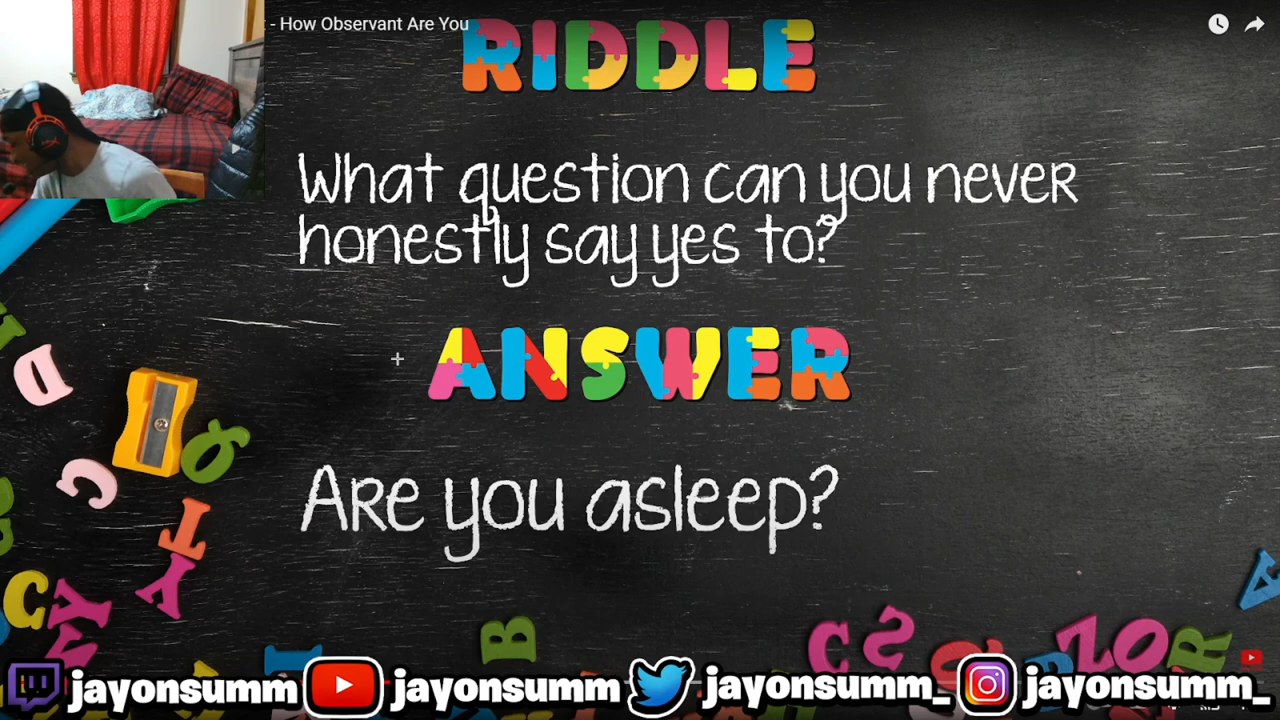 - How Observant Are You
RIDDLE
What question can you never
honestly say yes to?
ANSWER
Are you asleep?
jayonsumm
jayonsumm
jayonsumm_
jayonsumm_